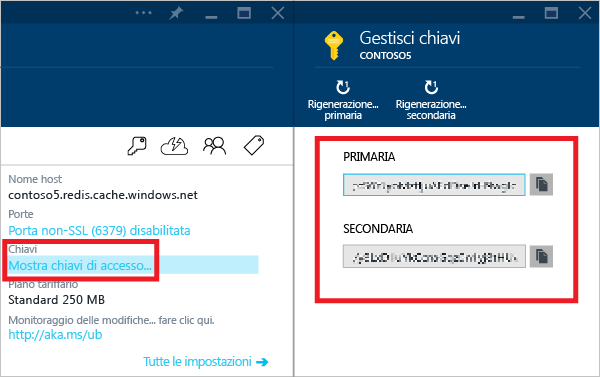 Nome host
contoso5.redis.cache.windows.net
Porte
Porta non-SSL (6379) disabilitata
Chiavi
Mostra chiavi di accesso...
Piano tariffario
Standard 250 MB
Monitoraggio delle modifiche... fare clic qui.
http://aka.ms/ub
Tutte le impostazioni
Gestisci chiavi
CONTOSO5
Rigenerazione...
primaria
Rigenerazione...
secondaria
PRIMARIA
SECONDARIA